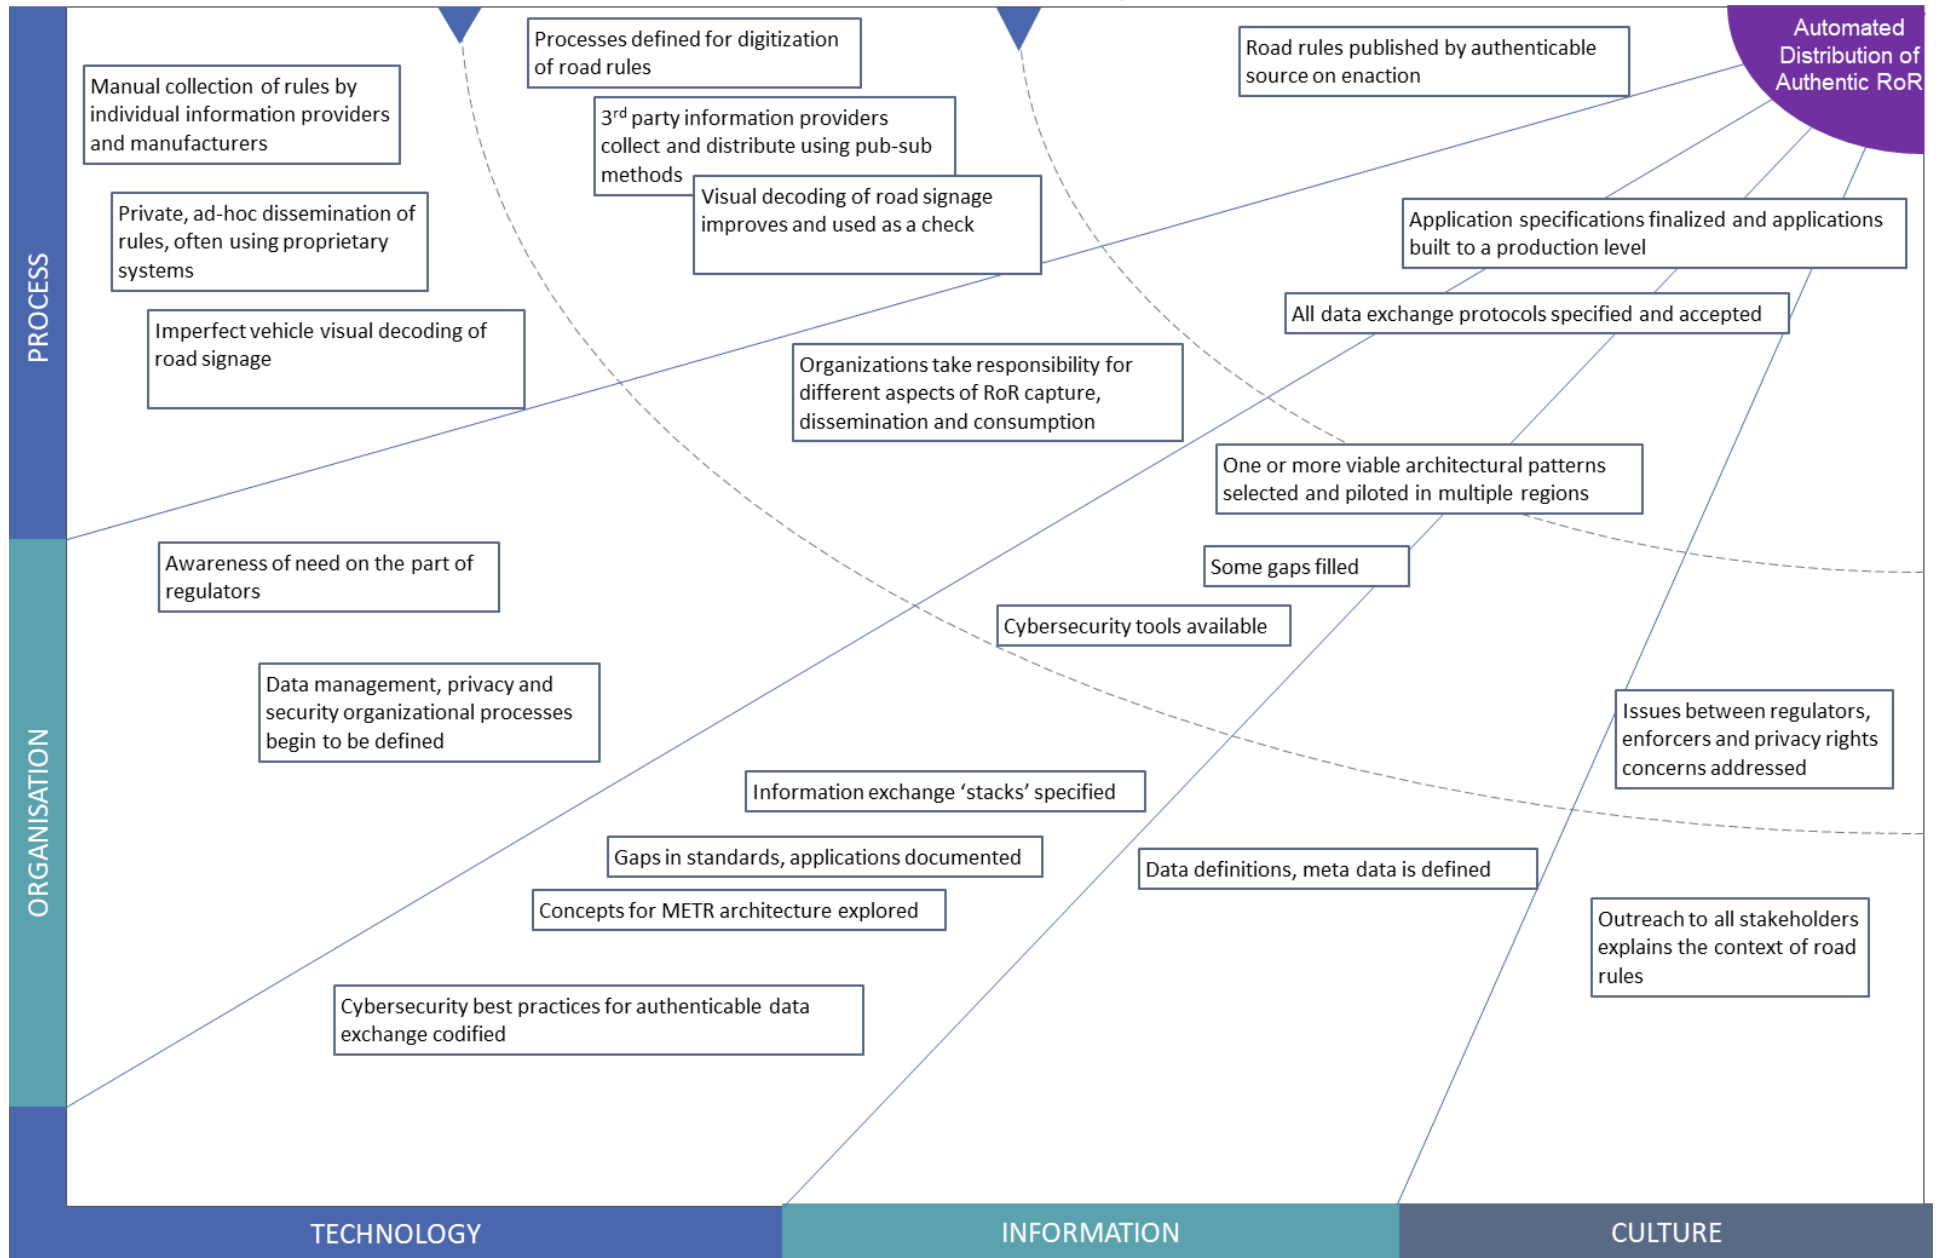 Automated
Distribution of
Authentic RoR
Processes defined for digitization
of road rules
Road rules published by authenticable
source on enaction
Manual collection of rules by
individual information providers
and manufacturers
3rd party information providers
collect and distribute using pub-sub
methods
Visual decoding of road signage
improves and used as a check
Private, ad-hoc dissemination of
rules, often using proprietary
systems
Application specifications finalized and applications
built to a production level
Imperfect vehicle visual decoding of
road signage
All data exchange protocols specified and accepted
Organizations take responsibility for
different aspects of RoR capture,
dissemination and consumption
PROCESS
One or more viable architectural patterns
selected and piloted in multiple regions
Awareness of need on the part of
regulators
Some gaps filled
Cybersecurity tools available
Data management, privacy and
security organizational processes
begin to be defined
Issues between regulators,
enforcers and privacy rights
concerns addressed
Information exchange ‘stacks’ specified
ORGANISATION
Gaps in standards, applications documented
Data definitions, meta data is defined
Concepts for METR architecture explored
Outreach to all stakeholders
explains the context of road
rules
Cybersecurity best practices for authenticable data
exchange codified
TECHNOLOGY
INFORMATION
CULTURE